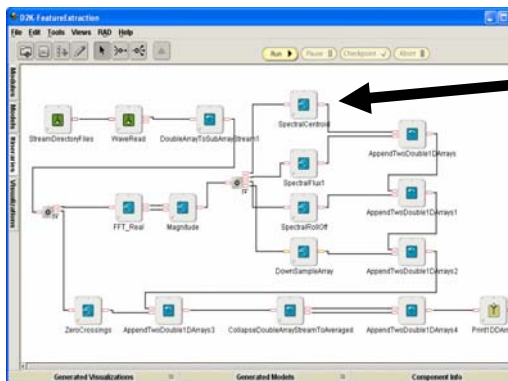 D2K-FeatureExtraction
File Edit Tools Views RAD Help
Run Pause Checkpoint Abort
Modules
Models
Itineraries
Visualizations
SpectralCentroid
StreamDirectoryFiles WaveRead DoubleArrayToSubArrayStream1
AppendTwoDouble1DArrays
SpectralFlux1
FFT_Real Magnitude SpectralRollOff AppendTwoDouble1DArrays1
DownSampleArray AppendTwoDouble1DArrays2
ZeroCrossings AppendTwoDouble1DArrays3 CollapseDoubleArrayStreamToAveraged AppendTwoDouble1DArrays4
Generated Visualizations Generated Models Component Info